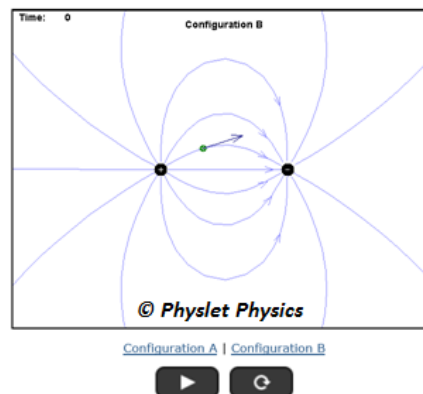 Time: 0
Configuration B
+
−
© Physlet Physics
Configuration A | Configuration B